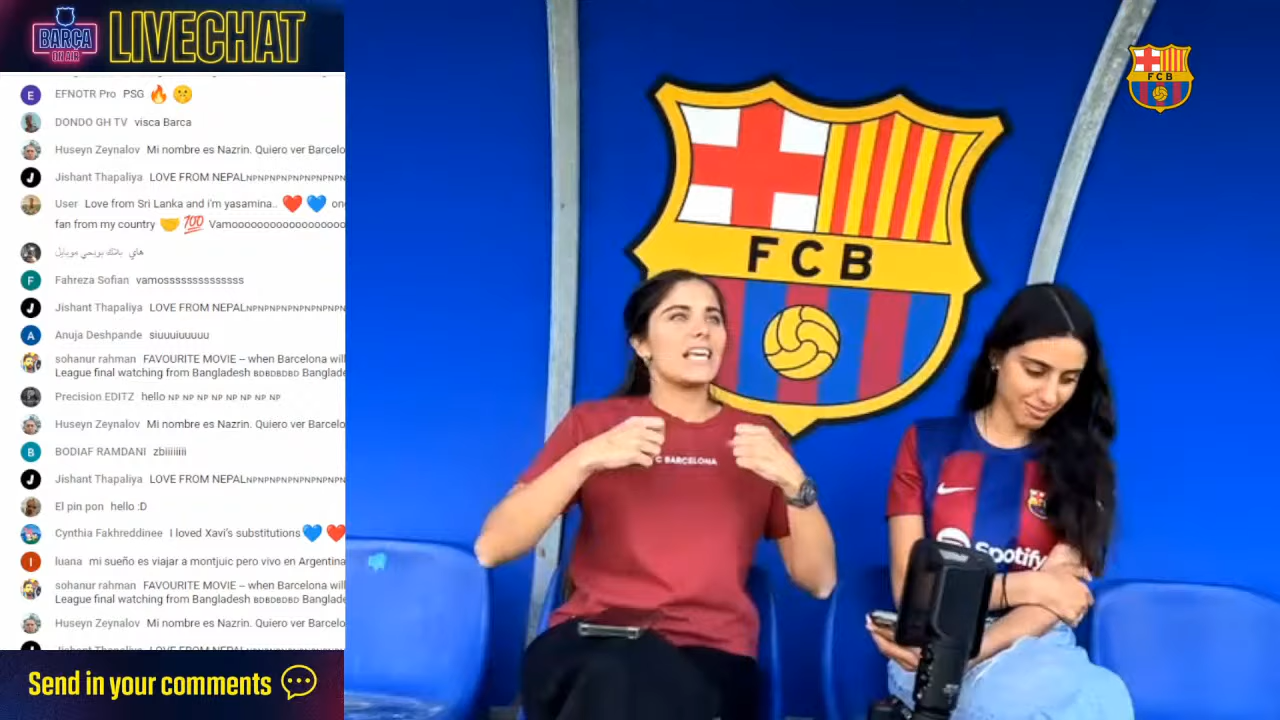 BARÇA
ON AIR
LIVECHAT
EFNOTR Pro PSG 🔥 🤫
DONDO GH TV visca Barca
Huseyn Zeynalov Mi nombre es Nazrin. Quiero ver Barcelo
Jishant Thapaliya LOVE FROM NEPALNPNPNPNPNPNPNPNPN
User Love from Sri Lanka and i'm yasamina.. ❤️ 💙 on
fan from my country 🤝 💯 Vamooooooooooooooooo
هاي
Fahreza Sofian vamossssssssssssss
Jishant Thapaliya LOVE FROM NEPALNPNPNPNPNPNPNPNPN
Anuja Deshpande siuuuiuuuuu
sohanur rahman FAVOURITE MOVIE – when Barcelona will
League final watching from Bangladesh BDBDBDBD Banglade
Precision EDITZ hello NP NP NP NP NP NP NP NP
Huseyn Zeynalov Mi nombre es Nazrin. Quiero ver Barcelo
BODIAF RAMDANI zbiiiiiiii
Jishant Thapaliya LOVE FROM NEPALNPNPNPNPNPNPNPNPN
El pin pon hello :D
Cynthia Fakhreddinee I loved Xavi's substitutions 💙 ❤️
luana mi sueño es viajar a montjuic pero vivo en Argentina
sohanur rahman FAVOURITE MOVIE – when Barcelona will
League final watching from Bangladesh BDBDBDBD Banglade
Huseyn Zeynalov Mi nombre es Nazrin. Quiero ver Barcelo
Send in your comments
FCB
FCB
C BARCELONA
Spotify